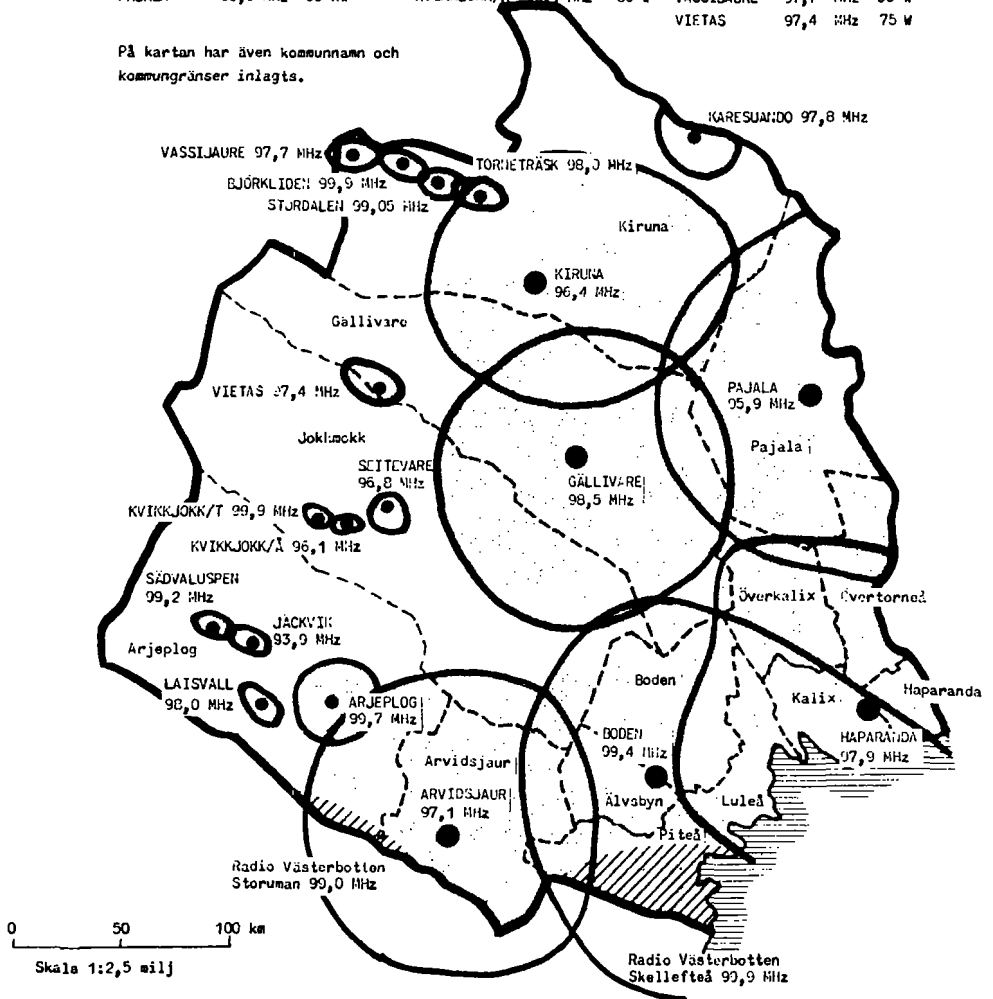 VIETAS 97,4 MHz 75 W
På kartan har även kommunnamn och
kommungränser inlagts.
KARESUANDO 97,8 MHz
VASSIJAURE 97,7 MHz
TORNETRÄSK 98,0 MHz
BJÖRKLIDEN 99,9 MHz
STORDALEN 99,05 MHz
Kiruna
KIRUNA
96,4 MHz
Gällivare
VIETAS 97,4 MHz
PAJALA
95,9 MHz
Jokkmokk
Pajala
SEITEVARE
96,8 MHz
GÄLLIVARE
98,5 MHz
KVIKKJOKK/T 99,9 MHz
KVIKKJOKK/Å 96,1 MHz
SÄDVALUSPEN
99,2 MHz
Överkalix
Övertorneå
JÄCKVIK
93,9 MHz
Arjeplog
Boden
LAISVALL
98,0 MHz
Kalix
Haparanda
ARJEPLOG
99,7 MHz
HAPARANDA
97,9 MHz
BODEN
99,4 MHz
Arvidsjaur
ARVIDSJAUR
97,1 MHz
Älvsbyn
Luleå
Piteå
Radio Västerbotten
Storuman 99,0 MHz
0 50 100 km
Skala 1:2,5 milj
Radio Västerbotten
Skellefteå 99,9 MHz